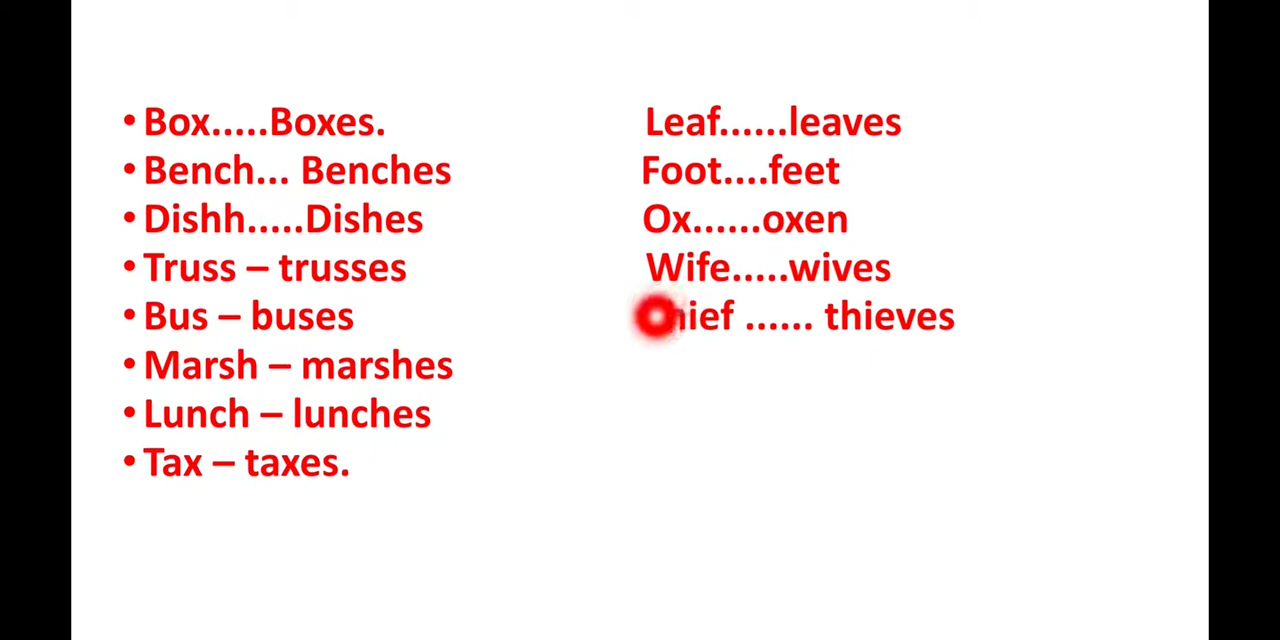 • Box.....Boxes.
• Bench... Benches
• Dishh.....Dishes
• Truss – trusses
• Bus – buses
• Marsh – marshes
• Lunch – lunches
• Tax – taxes.
Leaf......leaves
Foot....feet
Ox......oxen
Wife.....wives
...... thieves